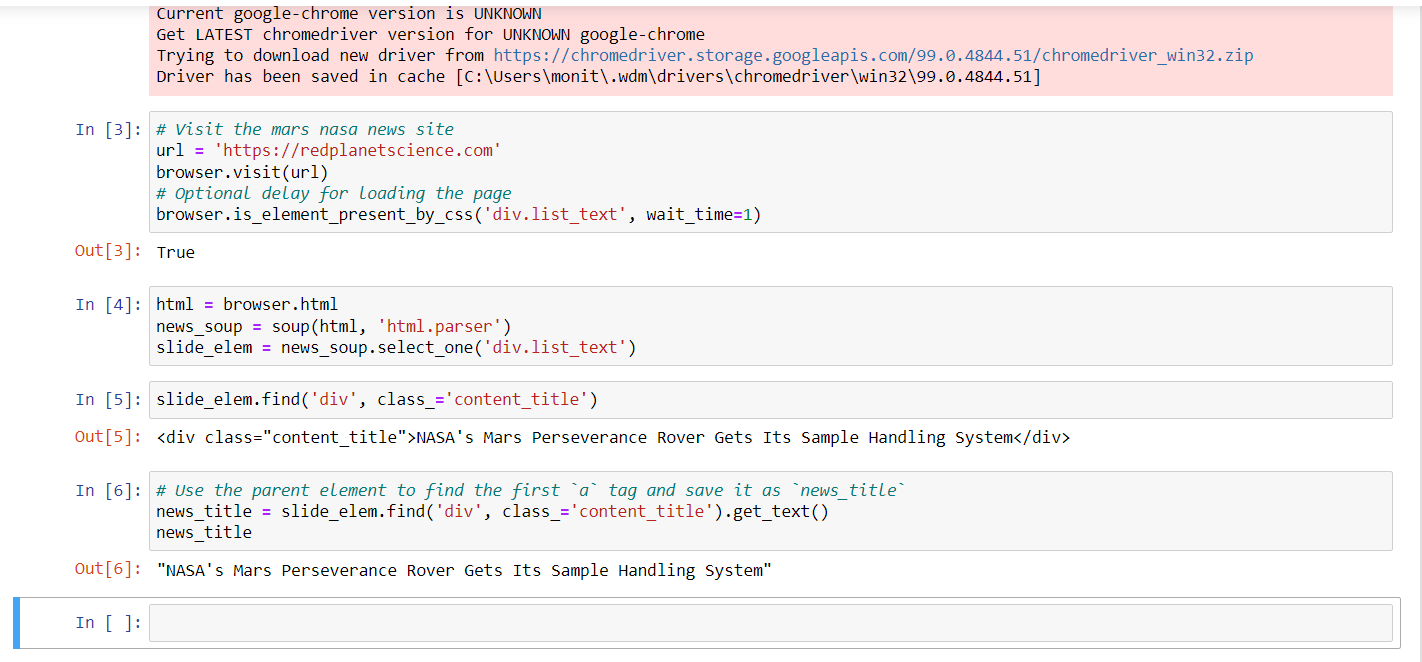 Current google-chrome version is UNKNOWN
Get LATEST chromedriver version for UNKNOWN google-chrome
Trying to download new driver from https://chromedriver.storage.googleapis.com/99.0.4844.51/chromedriver_win32.zip
Driver has been saved in cache [C:\Users\monit\.wdm\drivers\chromedriver\win32\99.0.4844.51]
In [3]: # Visit the mars nasa news site
url = 'https://redplanetscience.com'
browser.visit(url)
# Optional delay for loading the page
browser.is_element_present_by_css('div.list_text', wait_time=1)
Out[3]: True
In [4]: html = browser.html
news_soup = soup(html, 'html.parser')
slide_elem = news_soup.select_one('div.list_text')
In [5]: slide_elem.find('div', class_='content_title')
Out[5]: <div class="content_title">NASA's Mars Perseverance Rover Gets Its Sample Handling System</div>
In [6]: # Use the parent element to find the first `a` tag and save it as `news_title`
news_title = slide_elem.find('div', class_='content_title').get_text()
news_title
Out[6]: "NASA's Mars Perseverance Rover Gets Its Sample Handling System"
In [ ]: